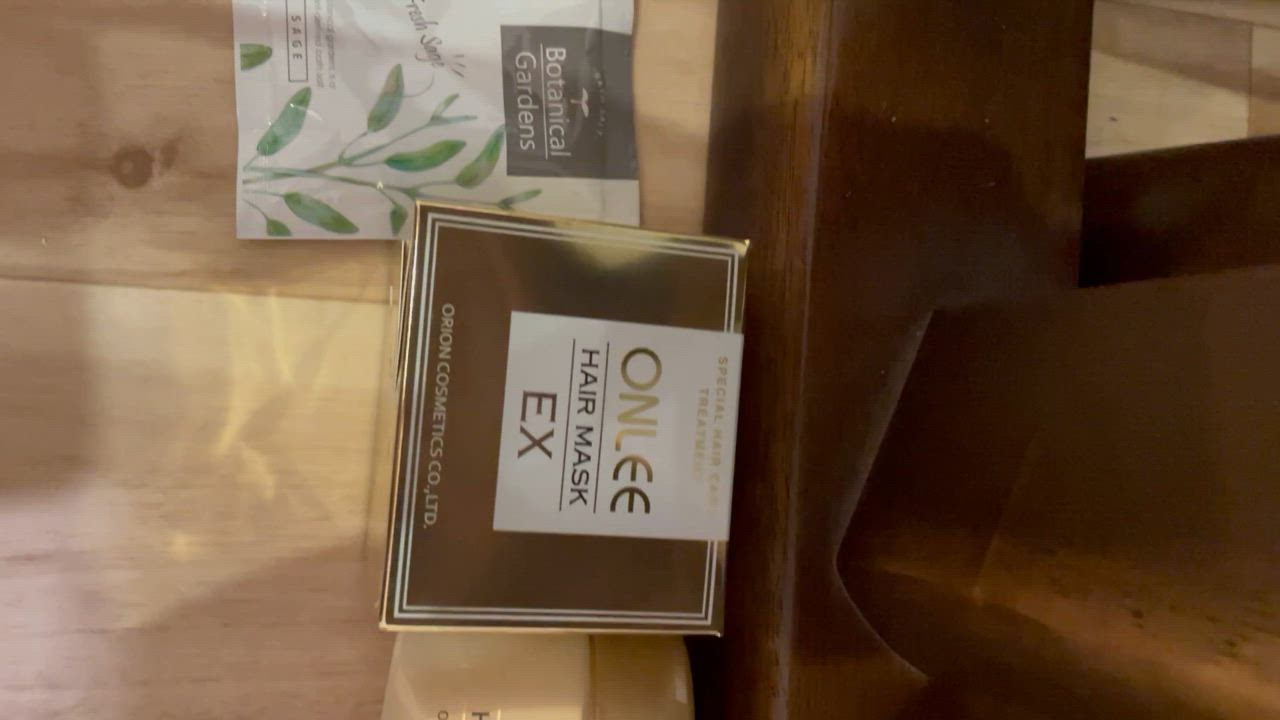 Botanical
Gardens
Fresh Sage
SAGE
SPECIAL HAIR CARE
TREATMENT
ONLEE
HAIR MASK
EX
ORION COSMETICS CO.,LTD.
H